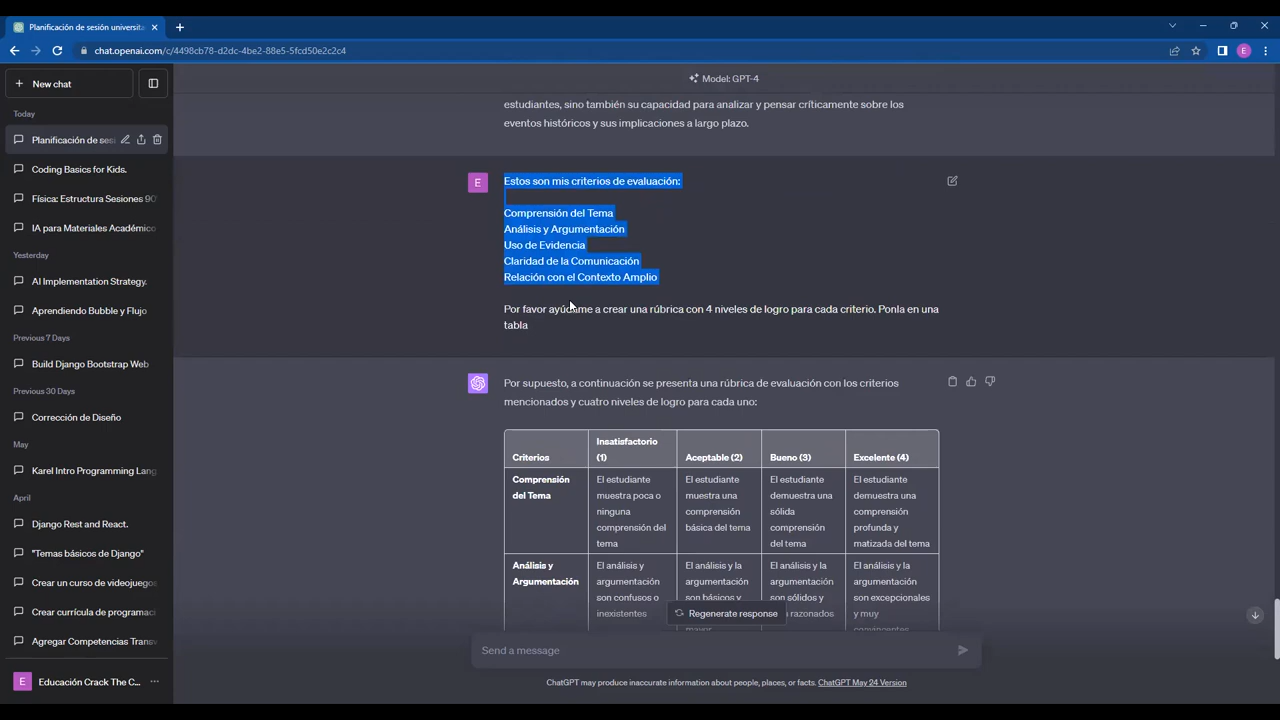 Planificación de sesión universita
chat.openai.com/c/4498cb78-d2dc-4be2-88e5-5fcd50e2c2c4
E
New chat
Today
Planificación de ses
Coding Basics for Kids.
Física: Estructura Sesiones 90
IA para Materiales Académico
Yesterday
AI Implementation Strategy.
Aprendiendo Bubble y Flujo
Previous 7 Days
Build Django Bootstrap Web
Previous 30 Days
Corrección de Diseño
May
Karel Intro Programming Lang
April
Django Rest and React.
"Temas básicos de Django"
Crear un curso de videojuego
Crear currícula de programaci
Agregar Competencias Transv
E
Educación Crack The C...
Model: GPT-4
estudiantes, sino también su capacidad para analizar y pensar críticamente sobre los
eventos históricos y sus implicaciones a largo plazo.
E
Estos son mis criterios de evaluación:
Comprensión del Tema
Análisis y Argumentación
Uso de Evidencia
Claridad de la Comunicación
Relación con el Contexto Amplio
Por favor ayúdame a crear una rúbrica con 4 niveles de logro para cada criterio. Ponla en una
tabla
Por supuesto, a continuación se presenta una rúbrica de evaluación con los criterios
mencionados y cuatro niveles de logro para cada uno:
Criterios
Insatisfactorio
(1)
Aceptable (2)
Bueno (3)
Excelente (4)
Comprensión
del Tema
El estudiante
muestra poca o
ninguna
comprensión del
tema
El estudiante
muestra una
comprensión
básica del tema
El estudiante
demuestra una
sólida
comprensión
del tema
El estudiante
demuestra una
comprensión
profunda y
matizada del tema
Análisis y
Argumentación
El análisis y
argumentación
son confusos o
inexistentes
El análisis y la
argumentación
son básicos y
El análisis y la
argumentación
son sólidos y
razonados
El análisis y la
argumentación
son excepcionales
y muy
convincentes
Regenerate response
Send a message
ChatGPT may produce inaccurate information about people, places, or facts. ChatGPT May 24 Version